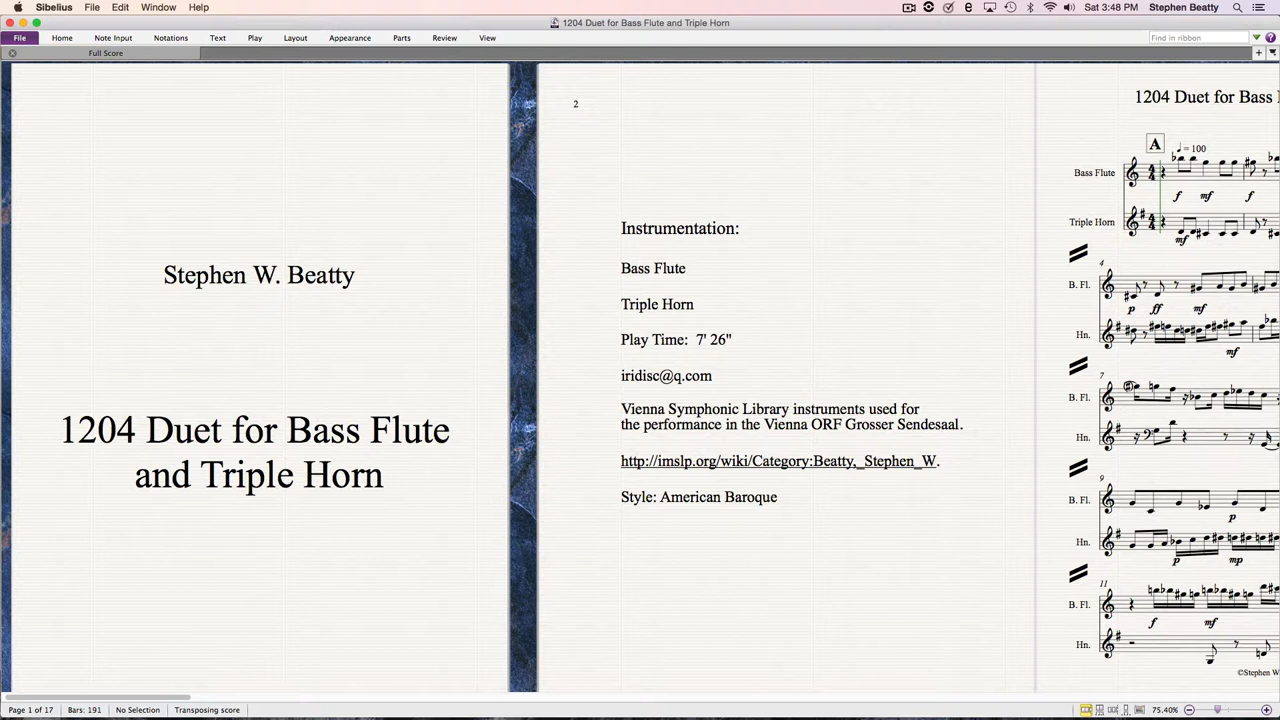 Sibelius File Edit Window Help
Sat 3:48 PM Stephen Beatty
1204 Duet for Bass Flute and Triple Horn
File Home Note Input Notations Text Play Layout Appearance Parts Review View
Find in ribbon
Full Score
Stephen W. Beatty
1204 Duet for Bass Flute
and Triple Horn
2
Instrumentation:
Bass Flute
Triple Horn
Play Time: 7' 26"
iridisc@q.com
Vienna Symphonic Library instruments used for
the performance in the Vienna ORF Grosser Sendesaal.
http://imslp.org/wiki/Category:Beatty,_Stephen_W.
Style: American Baroque
1204 Duet for Bass
A
= 100
Bass Flute
f mf f
Triple Horn
mf
4
B. Fl.
p ff mf
Hn.
mf
7
B. Fl.
Hn.
9
B. Fl.
p
Hn.
p mp
11
B. Fl.
f mf
Hn.
©Stephen W
Page 1 of 17 Bars: 191 No Selection Transposing score
75.40%